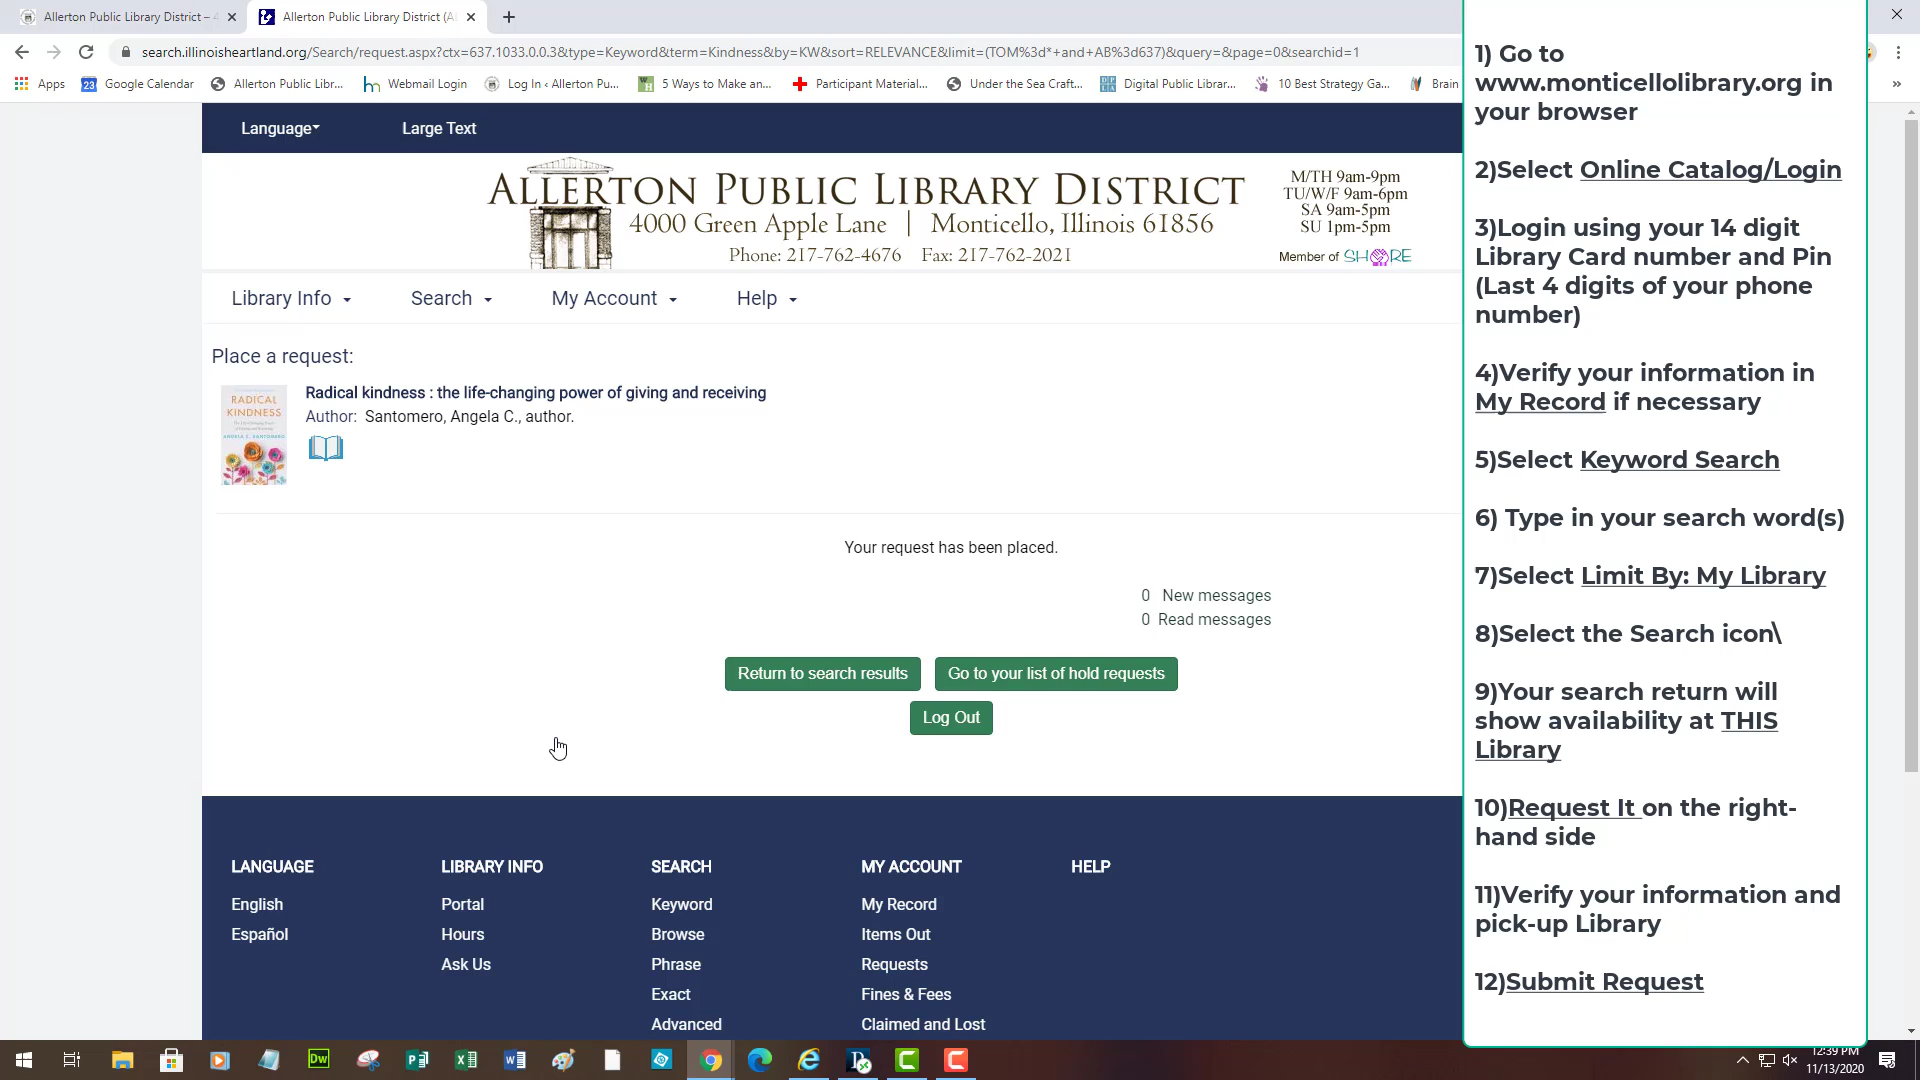 Allerton Public Library District – 4
Allerton Public Library District (Al
search.illinoisheartland.org/Search/request.aspx?ctx=637.1033.0.0.3&type=Keyword&term=Kindness&by=KW&sort=RELEVANCE&limit=(TOM%3d*+and+AB%3d637)&query=&page=0&searchid=1
Apps
23 Google Calendar
Allerton Public Libr...
Webmail Login
Log In ‹ Allerton Pu...
5 Ways to Make an...
Participant Material...
Under the Sea Craft...
Digital Public Librar...
10 Best Strategy Ga...
Brain
»
Language
Large Text
ALLERTON PUBLIC LIBRARY DISTRICT
4000 Green Apple Lane | Monticello, Illinois 61856
Phone: 217-762-4676 Fax: 217-762-2021
M/TH 9am-9pm
TU/W/F 9am-6pm
SA 9am-5pm
SU 1pm-5pm
Member of SHARE
Library Info
Search
My Account
Help
Place a request:
RADICAL
KINDNESS
ANGELA C. SANTOMERO
Radical kindness : the life-changing power of giving and receiving
Author: Santomero, Angela C., author.
Your request has been placed.
0 New messages
0 Read messages
Return to search results
Go to your list of hold requests
Log Out
LANGUAGE
English
Español
LIBRARY INFO
Portal
Hours
Ask Us
SEARCH
Keyword
Browse
Phrase
Exact
Advanced
MY ACCOUNT
My Record
Items Out
Requests
Fines & Fees
Claimed and Lost
HELP
1) Go to
www.monticellolibrary.org in
your browser
2)Select Online Catalog/Login
3)Login using your 14 digit
Library Card number and Pin
(Last 4 digits of your phone
number)
4)Verify your information in
My Record if necessary
5)Select Keyword Search
6) Type in your search word(s)
7)Select Limit By: My Library
8)Select the Search icon\
9)Your search return will
show availability at THIS
Library
10)Request It on the right-
hand side
11)Verify your information and
pick-up Library
12)Submit Request
Dw
12:39 PM
11/13/2020